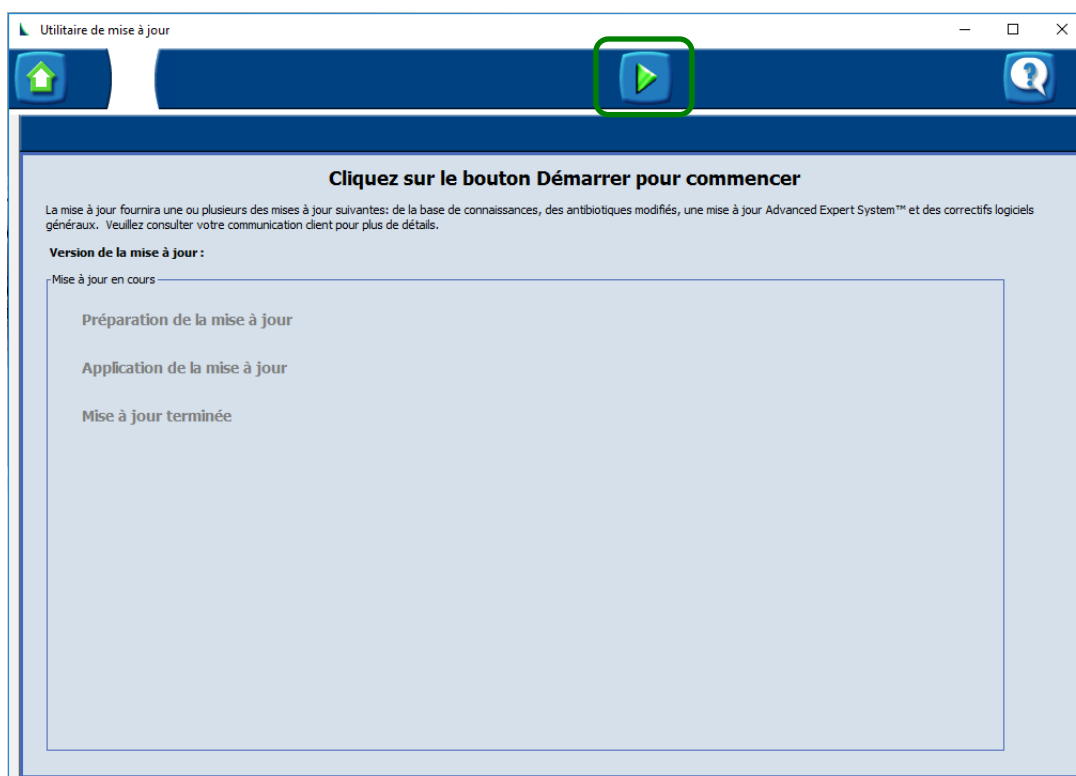 Utilitaire de mise à jour
Cliquez sur le bouton Démarrer pour commencer
La mise à jour fournira une ou plusieurs des mises à jour suivantes: de la base de connaissances, des antibiotiques modifiés, une mise à jour Advanced Expert System™ et des correctifs logiciels
généraux. Veuillez consulter votre communication client pour plus de détails.
Version de la mise à jour :
Mise à jour en cours
Préparation de la mise à jour
Application de la mise à jour
Mise à jour terminée